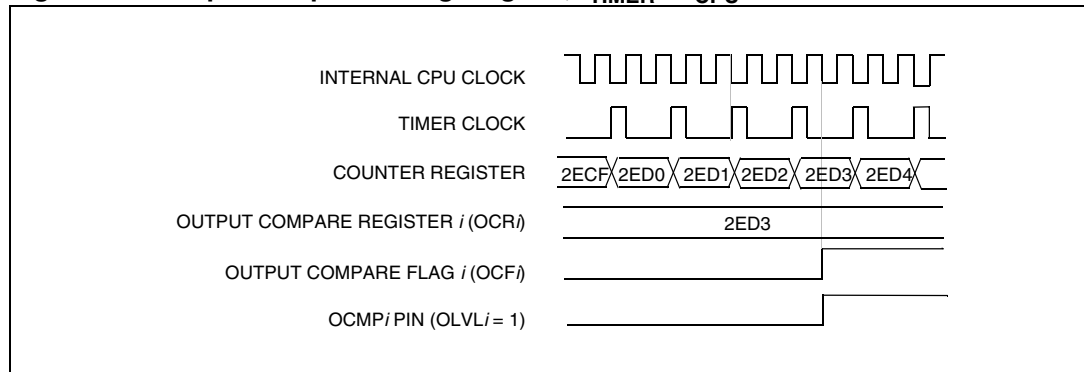 INTERNAL CPU CLOCK
TIMER CLOCK
COUNTER REGISTER 2ECF 2ED0 2ED1 2ED2 2ED3 2ED4
OUTPUT COMPARE REGISTER i (OCRi) 2ED3
OUTPUT COMPARE FLAG i (OCFi)
OCMPi PIN (OLVLi = 1)